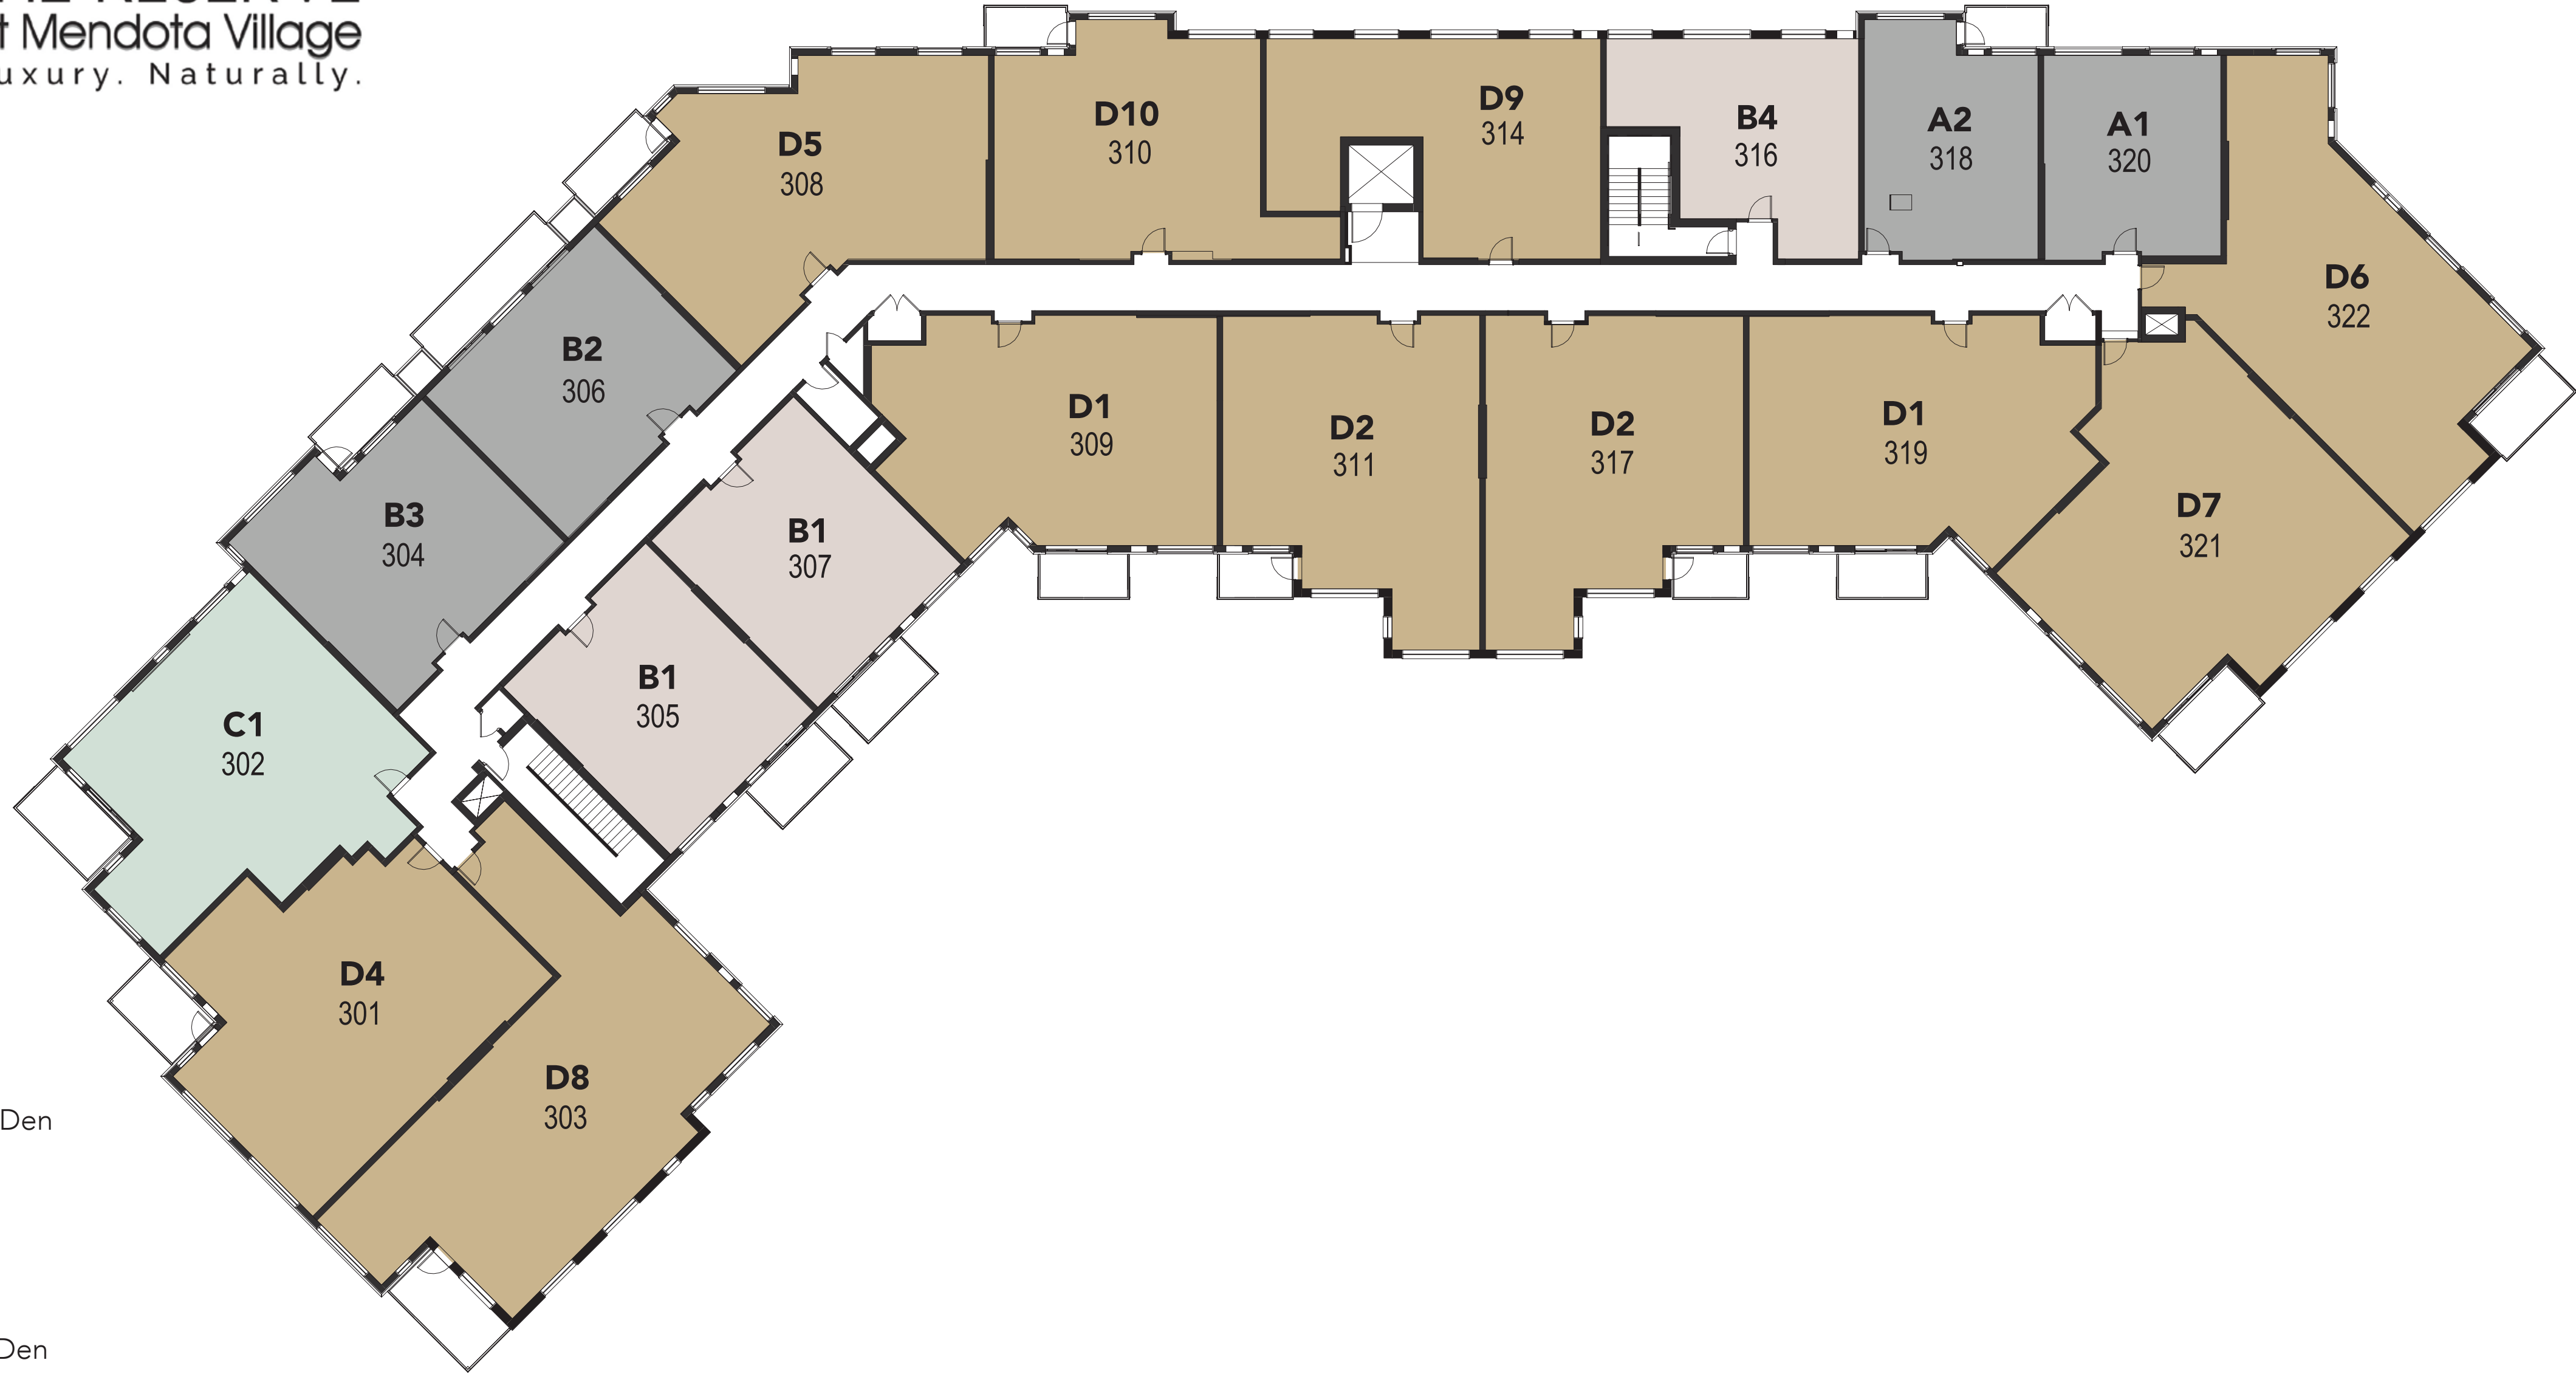 t Mendota Village
uxury. Naturally.
D5
308
D10
310
D9
314
B4
316
A2
318
A1
320
D6
322
B2
306
B3
304
C1
302
B1
307
B1
305
D1
309
D2
311
D2
317
D1
319
D7
321
D4
301
D8
303
Den
Den